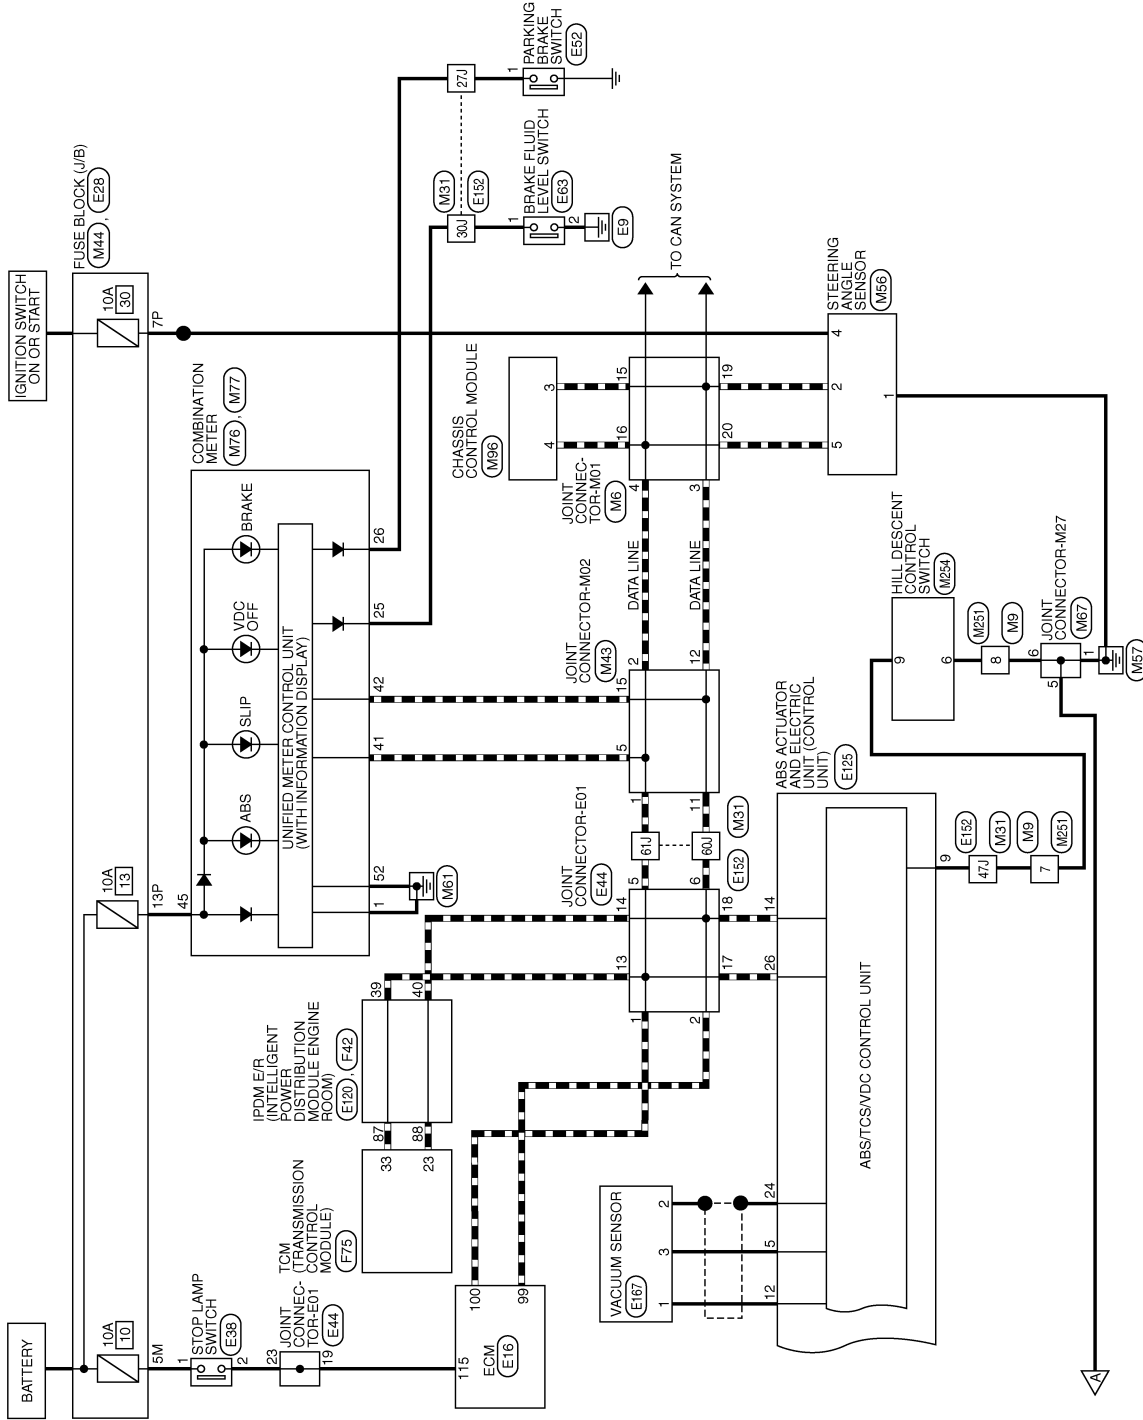 BATTERY
IGNITION SWITCH
ON OR START
FUSE BLOCK (J/B)
M44 , E28
10A
10
10A
13
10A
30
5M
13P
7P
STOP LAMP
SWITCH
E38
1
2
JOINT
CONNEC-
TOR-E01
E44
23
19
115
ECM
E16
100
99
COMBINATION
METER
M76 , M77
45
ABS
SLIP
VDC
OFF
BRAKE
UNIFIED METER CONTROL UNIT
(WITH INFORMATION DISPLAY)
1
52
41
42
25
26
M61
TCM
(TRANSMISSION
CONTROL
MODULE)
F75
33
23
IPDM E/R
(INTELLIGENT
POWER
DISTRIBUTION
MODULE ENGINE
ROOM)
E120 , F42
87
88
39
40
M31
E152
30J
27J
1
BRAKE FLUID
LEVEL SWITCH
E63
2
E9
1
PARKING
BRAKE
SWITCH
E52
CHASSIS
CONTROL MODULE
M96
4
3
JOINT
CONNECTOR-E01
E44
13
14
1
2
5
6
17
18
61J
60J
E152
M31
JOINT
CONNECTOR-M02
M43
5
15
1
11
2
12
DATA LINE
DATA LINE
JOINT
CONNEC-
TOR-M01
M6
16
15
4
3
20
19
TO CAN SYSTEM
STEERING
ANGLE
SENSOR
M56
5
2
4
1
VACUUM SENSOR
E167
1
3
2
12
5
24
26
14
ABS ACTUATOR
AND ELECTRIC
UNIT (CONTROL
UNIT)
E125
ABS/TCS/VDC CONTROL UNIT
9
47J
7
E152
M31
M9
M251
HILL DESCENT
CONTROL
SWITCH
M254
9
6
8
M251
M9
JOINT
CONNECTOR-M27
M67
6
5
1
M57
A